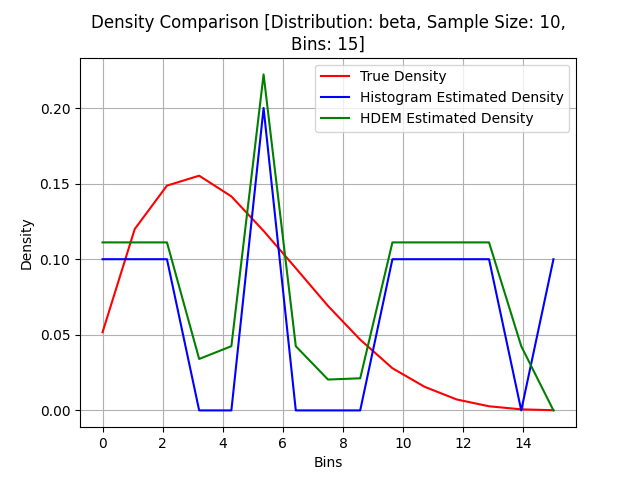 Density Comparison [Distribution: beta, Sample Size: 10,
Bins: 15]
True Density
Histogram Estimated Density
HDEM Estimated Density
0.20
0.15
0.10
0.05
0.00
Density
0 2 4 6 8 10 12 14
Bins